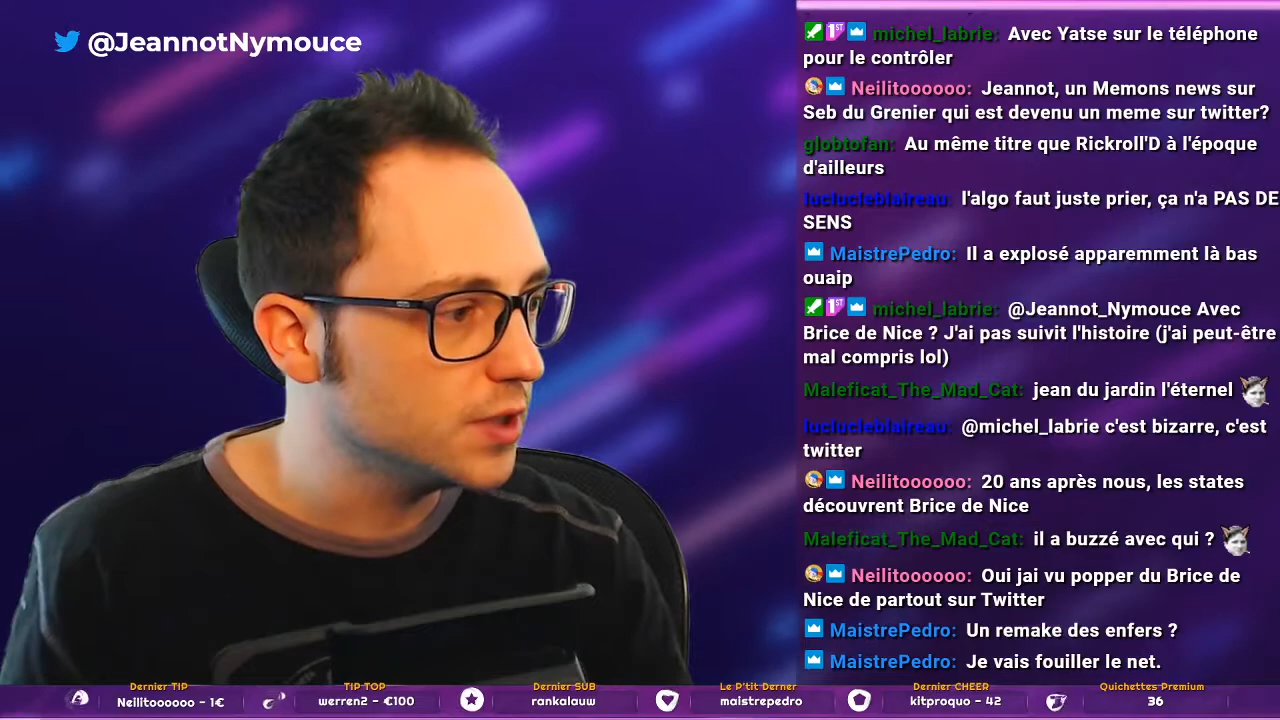 @JeannotNymouce
michel_labrie: Avec Yatse sur le téléphone
pour le contrôler
Neilitoooooo: Jeannot, un Memons news sur
Seb du Grenier qui est devenu un meme sur twitter?
globtofan: Au même titre que Rickroll'D à l'époque
d'ailleurs
luclucleblaireau: l'algo faut juste prier, ça n'a PAS DE
SENS
MaistrePedro: Il a explosé apparemment là bas
ouaip
michel_labrie: @Jeannot_Nymouce Avec
Brice de Nice ? J'ai pas suivit l'histoire (j'ai peut-être
mal compris lol)
Maleficat_The_Mad_Cat: jean du jardin l'éternel
luclucleblaireau: @michel_labrie c'est bizarre, c'est
twitter
Neilitoooooo: 20 ans après nous, les states
découvrent Brice de Nice
Maleficat_The_Mad_Cat: il a buzzé avec qui ?
Neilitoooooo: Oui jai vu popper du Brice de
Nice de partout sur Twitter
MaistrePedro: Un remake des enfers ?
MaistrePedro: Je vais fouiller le net.
Dernier TIP
Neilitoooooo - 1€
TIP TOP
werren2 - €100
Dernier SUB
rankalauw
Le P'tit Derner
maistrepedro
Dernier CHEER
kitproquo - 42
Quichettes Premium
36